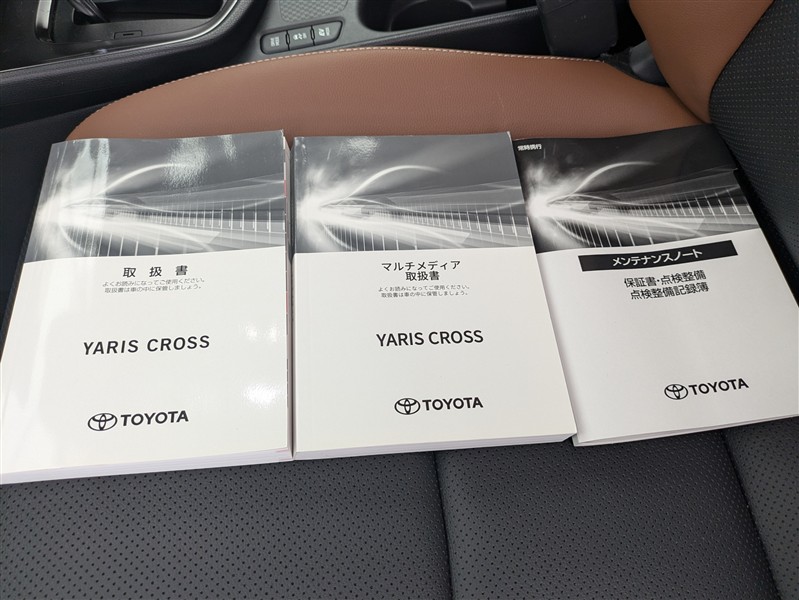 取扱書
よくお読みになってご使用ください。
取扱書は車の中に保管しましょう。
YARIS CROSS
TOYOTA
マルチメディア
取扱書
よくお読みになってご使用ください。
取扱書は車の中に保管しましょう。
YARIS CROSS
TOYOTA
常時携行
メンテナンスノート
保証書・点検整備
点検整備記録簿
TOYOTA